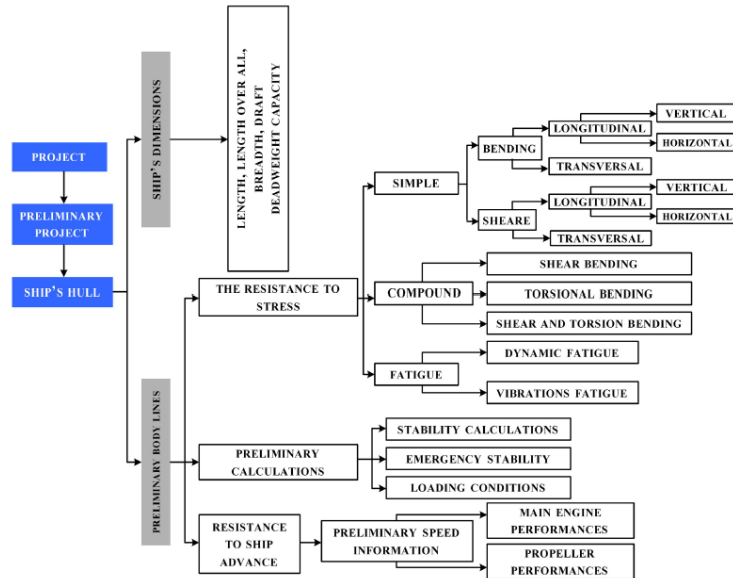 PROJECT
PRELIMINARY
PROJECT
SHIP'S HULL
SHIP'S DIMENSIONS
LENGTH, LENGTH OVER ALL,
BREADTH, DRAFT
DEADWEIGHT CAPACITY
PRELIMINARY BODY LINES
THE RESISTANCE TO
STRESS
SIMPLE
BENDING
LONGITUDINAL
VERTICAL
HORIZONTAL
TRANSVERSAL
SHEARE
LONGITUDINAL
VERTICAL
HORIZONTAL
TRANSVERSAL
COMPOUND
SHEAR BENDING
TORSIONAL BENDING
SHEAR AND TORSION BENDING
FATIGUE
DYNAMIC FATIGUE
VIBRATIONS FATIGUE
PRELIMINARY
CALCULATIONS
STABILITY CALCULATIONS
EMERGENCY STABILITY
LOADING CONDITIONS
RESISTANCE
TO SHIP
ADVANCE
PRELIMINARY SPEED
INFORMATION
MAIN ENGINE
PERFORMANCES
PROPELLER
PERFORMANCES